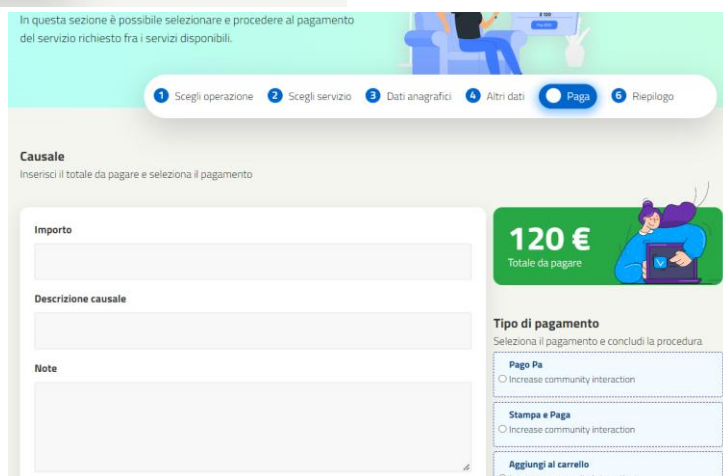 In questa sezione è possibile selezionare e procedere al pagamento
del servizio richiesto fra i servizi disponibili.
1 Scegli operazione 2 Scegli servizio 3 Dati anagrafici 4 Altri dati Paga 6 Riepilogo
Causale
Inserisci il totale da pagare e seleziona il pagamento
Importo
Descrizione causale
Note
120 €
Totale da pagare
Tipo di pagamento
Seleziona il pagamento e concludi la procedura
Pago Pa
Increase community interaction
Stampa e Paga
Increase community interaction
Aggiungi al carrello